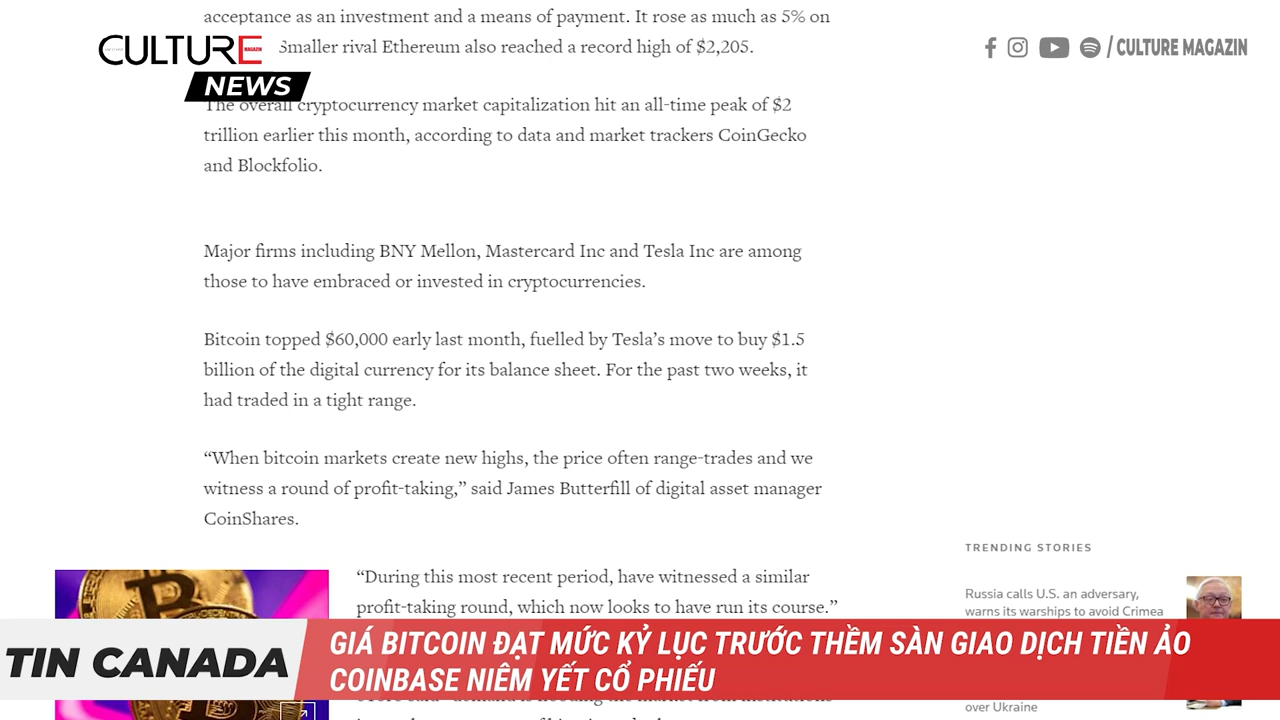 acceptance as an investment and a means of payment. It rose as much as 5% on
Smaller rival Ethereum also reached a record high of $2,205.
CULTURE
MAGAZIN
NEWS
/ CULTURE MAGAZIN
The overall cryptocurrency market capitalization hit an all-time peak of $2
trillion earlier this month, according to data and market trackers CoinGecko
and Blockfolio.
Major firms including BNY Mellon, Mastercard Inc and Tesla Inc are among
those to have embraced or invested in cryptocurrencies.
Bitcoin topped $60,000 early last month, fuelled by Tesla’s move to buy $1.5
billion of the digital currency for its balance sheet. For the past two weeks, it
had traded in a tight range.
“When bitcoin markets create new highs, the price often range-trades and we
witness a round of profit-taking,” said James Butterfill of digital asset manager
CoinShares.
“During this most recent period, have witnessed a similar
profit-taking round, which now looks to have run its course.”
TRENDING STORIES
Russia calls U.S. an adversary,
warns its warships to avoid Crimea
TIN CANADA
GIÁ BITCOIN ĐẠT MỨC KỶ LỤC TRƯỚC THỀM SÀN GIAO DỊCH TIỀN ẢO
COINBASE NIÊM YẾT CỔ PHIẾU
over Ukraine